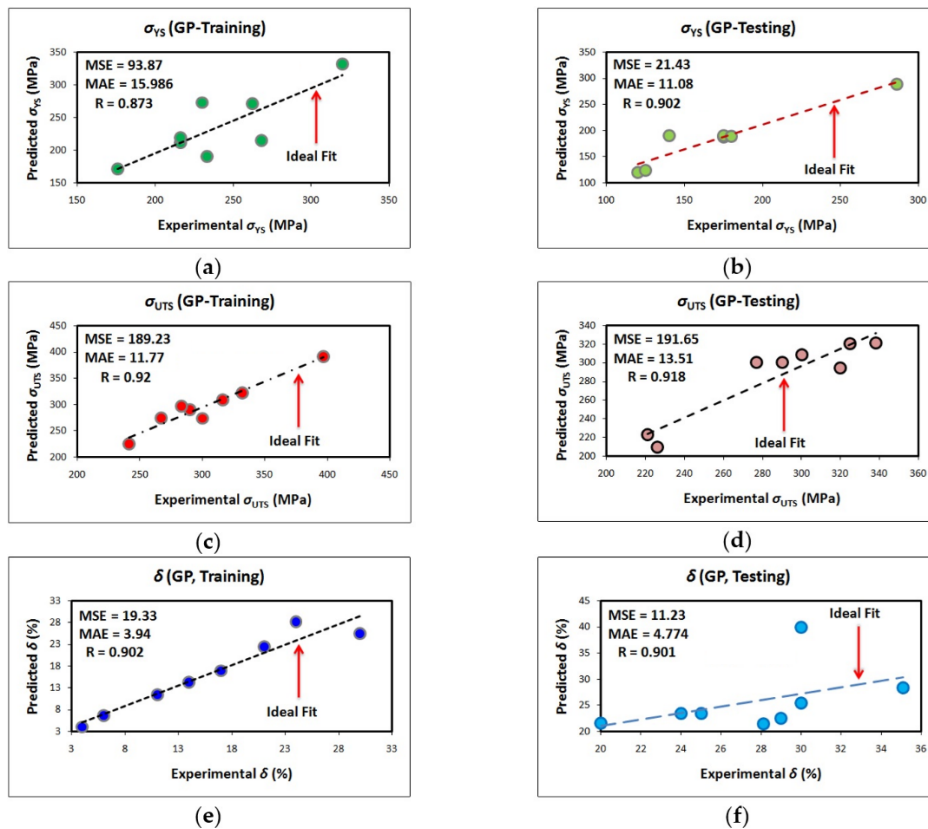 σYS (GP-Training)
Predicted σYS (MPa)
350
300
250
200
150
MSE = 93.87
MAE = 15.986
R = 0.873
Ideal Fit
150 200 250 300 350
Experimental σYS (MPa)
(a)
σYS (GP-Testing)
Predicted σYS (MPa)
350
300
250
200
150
100
MSE = 21.43
MAE = 11.08
R = 0.902
Ideal Fit
100 150 200 250 300
Experimental σYS (MPa)
(b)
σUTS (GP-Training)
Predicted σUTS (MPa)
450
400
350
300
250
200
MSE = 189.23
MAE = 11.77
R = 0.92
Ideal Fit
200 250 300 350 400 450
Experimental σUTS (MPa)
(c)
σUTS (GP-Testing)
Predicted σUTS (MPa)
340
320
300
280
260
240
220
200
MSE = 191.65
MAE = 13.51
R = 0.918
Ideal Fit
200 220 240 260 280 300 320 340 360
Experimental σUTS (MPa)
(d)
δ (GP, Training)
Predicted δ (%)
33
28
23
18
13
8
3
MSE = 19.33
MAE = 3.94
R = 0.902
Ideal Fit
3 8 13 18 23 28 33
Experimental δ (%)
(e)
δ (GP, Testing)
Predicted δ (%)
45
40
35
30
25
20
MSE = 11.23
MAE = 4.774
R = 0.901
Ideal Fit
20 22 24 26 28 30 32 34 36
Experimental δ (%)
(f)